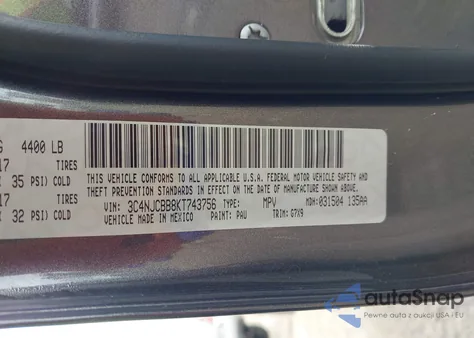 G 4400 LB
17 TIRES
35 PSI) COLD
17 TIRES
32 PSI) COLD
THIS VEHICLE CONFORMS TO ALL APPLICABLE U.S.A. FEDERAL MOTOR VEHICLE SAFETY AND
THEFT PREVENTION STANDARDS IN EFFECT ON THE DATE OF MANUFACTURE SHOWN ABOVE.
VIN: 3C4NJCBB8KT743756 TYPE: MPV MDH: 031504 135AA
VEHICLE MADE IN MEXICO PAINT: PAU TRIM: G7X9
autoAsnap
Pewne auta z aukcji USA i EU